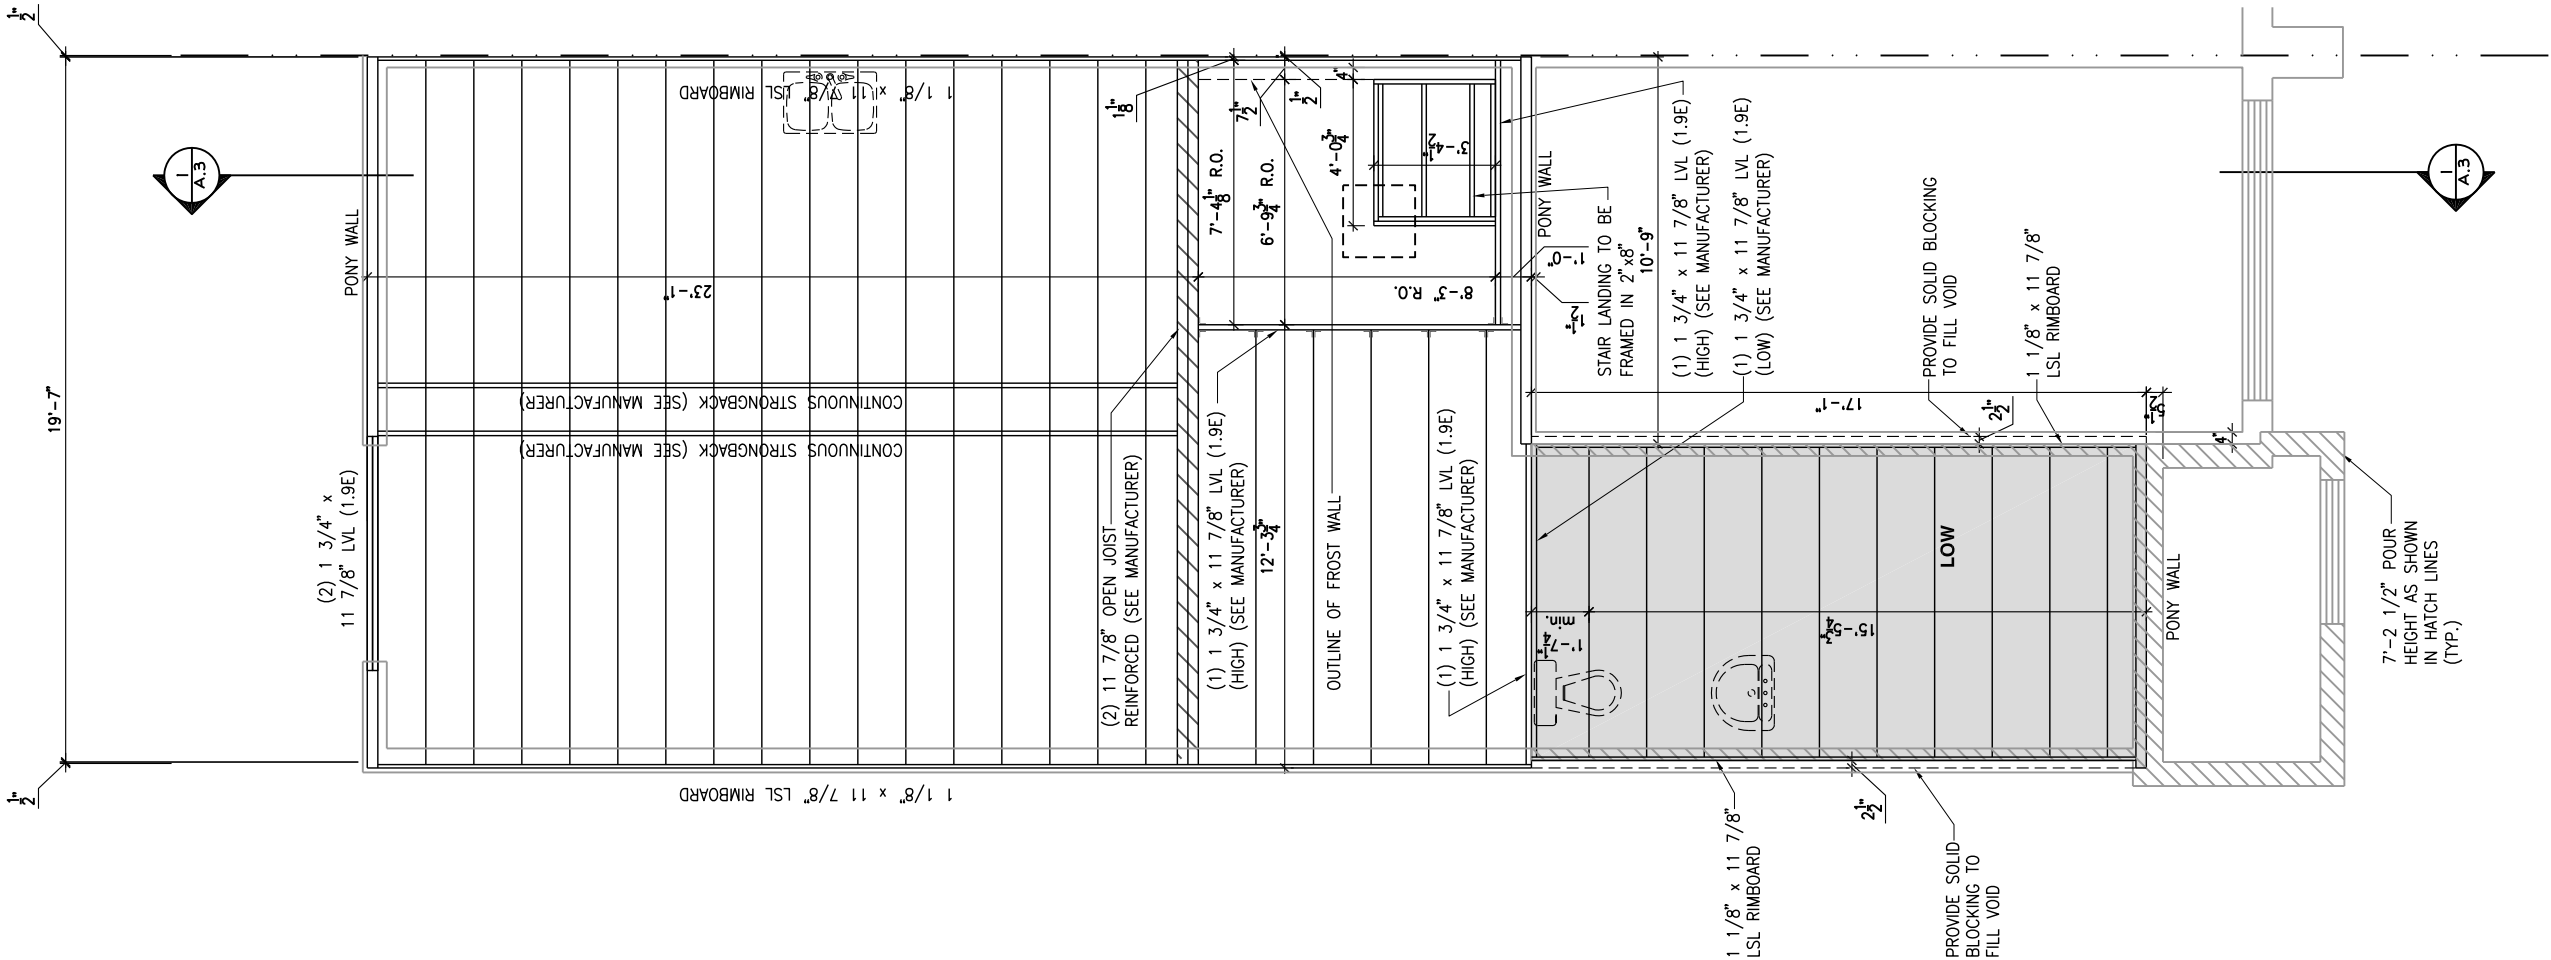 1/2"
19'-7"
1/2"
1
A.3
PONY WALL
(2) 1 3/4" x
11 7/8" LVL (1.9E)
1 1/8" x 11 7/8" LSL RIMBOARD
23'-1"
CONTINUOUS STRONGBACK (SEE MANUFACTURER)
CONTINUOUS STRONGBACK (SEE MANUFACTURER)
1 1/8" x 11 7/8" LSL RIMBOARD
1 1/8"
7 1/2"
1/2"
4"
7'-4 1/8" R.O.
6'-9 3/4" R.O.
4'-0 3/4"
3'-4 1/2"
8'-3" R.O.
1'-0"
1 1/2"
PONY WALL
10'-9"
(2) 11 7/8" OPEN JOIST
REINFORCED (SEE MANUFACTURER)
(1) 1 3/4" x 11 7/8" LVL (1.9E)
(HIGH) (SEE MANUFACTURER)
12'-3 3/4"
OUTLINE OF FROST WALL
(1) 1 3/4" x 11 7/8" LVL (1.9E)
(HIGH) (SEE MANUFACTURER)
STAIR LANDING TO BE
FRAMED IN 2"x8"
(1) 1 3/4" x 11 7/8" LVL (1.9E)
(HIGH) (SEE MANUFACTURER)
(1) 1 3/4" x 11 7/8" LVL (1.9E)
(LOW) (SEE MANUFACTURER)
17'-1"
PROVIDE SOLID BLOCKING
TO FILL VOID
2 1/2"
1 1/8" x 11 7/8"
LSL RIMBOARD
5 1/2"
4"
1'-7 1/4"
min.
15'-5 3/4"
LOW
PONY WALL
1 1/8" x 11 7/8"
LSL RIMBOARD
2 1/2"
PROVIDE SOLID
BLOCKING TO
FILL VOID
7'-2 1/2" POUR
HEIGHT AS SHOWN
IN HATCH LINES
(TYP.)
1
A.3